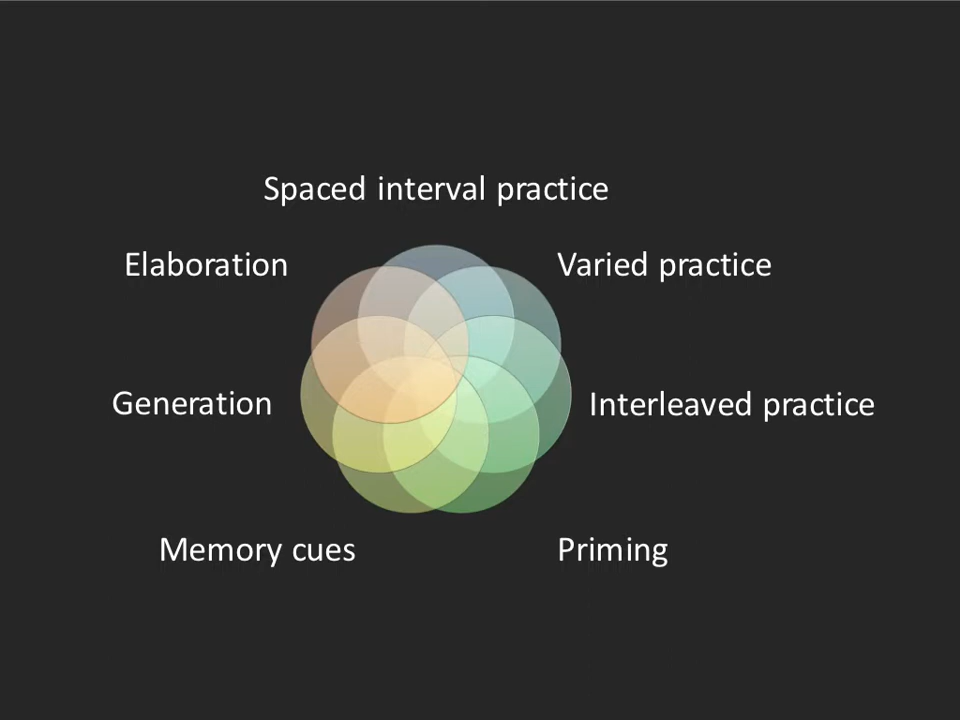 Spaced interval practice
Elaboration
Varied practice
Generation
Interleaved practice
Memory cues
Priming